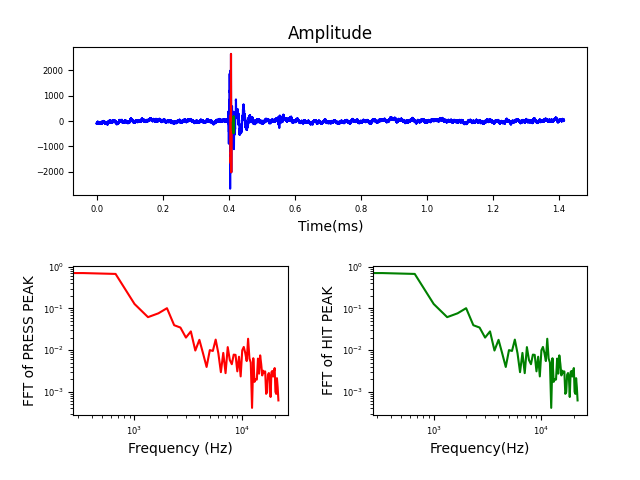 Amplitude
2000
1000
0
−1000
−2000
0.0 0.2 0.4 0.6 0.8 1.0 1.2 1.4
Time(ms)
FFT of PRESS PEAK
10⁰
10⁻¹
10⁻²
10⁻³
10³ 10⁴
Frequency (Hz)
FFT of HIT PEAK
10⁰
10⁻¹
10⁻²
10⁻³
10³ 10⁴
Frequency(Hz)